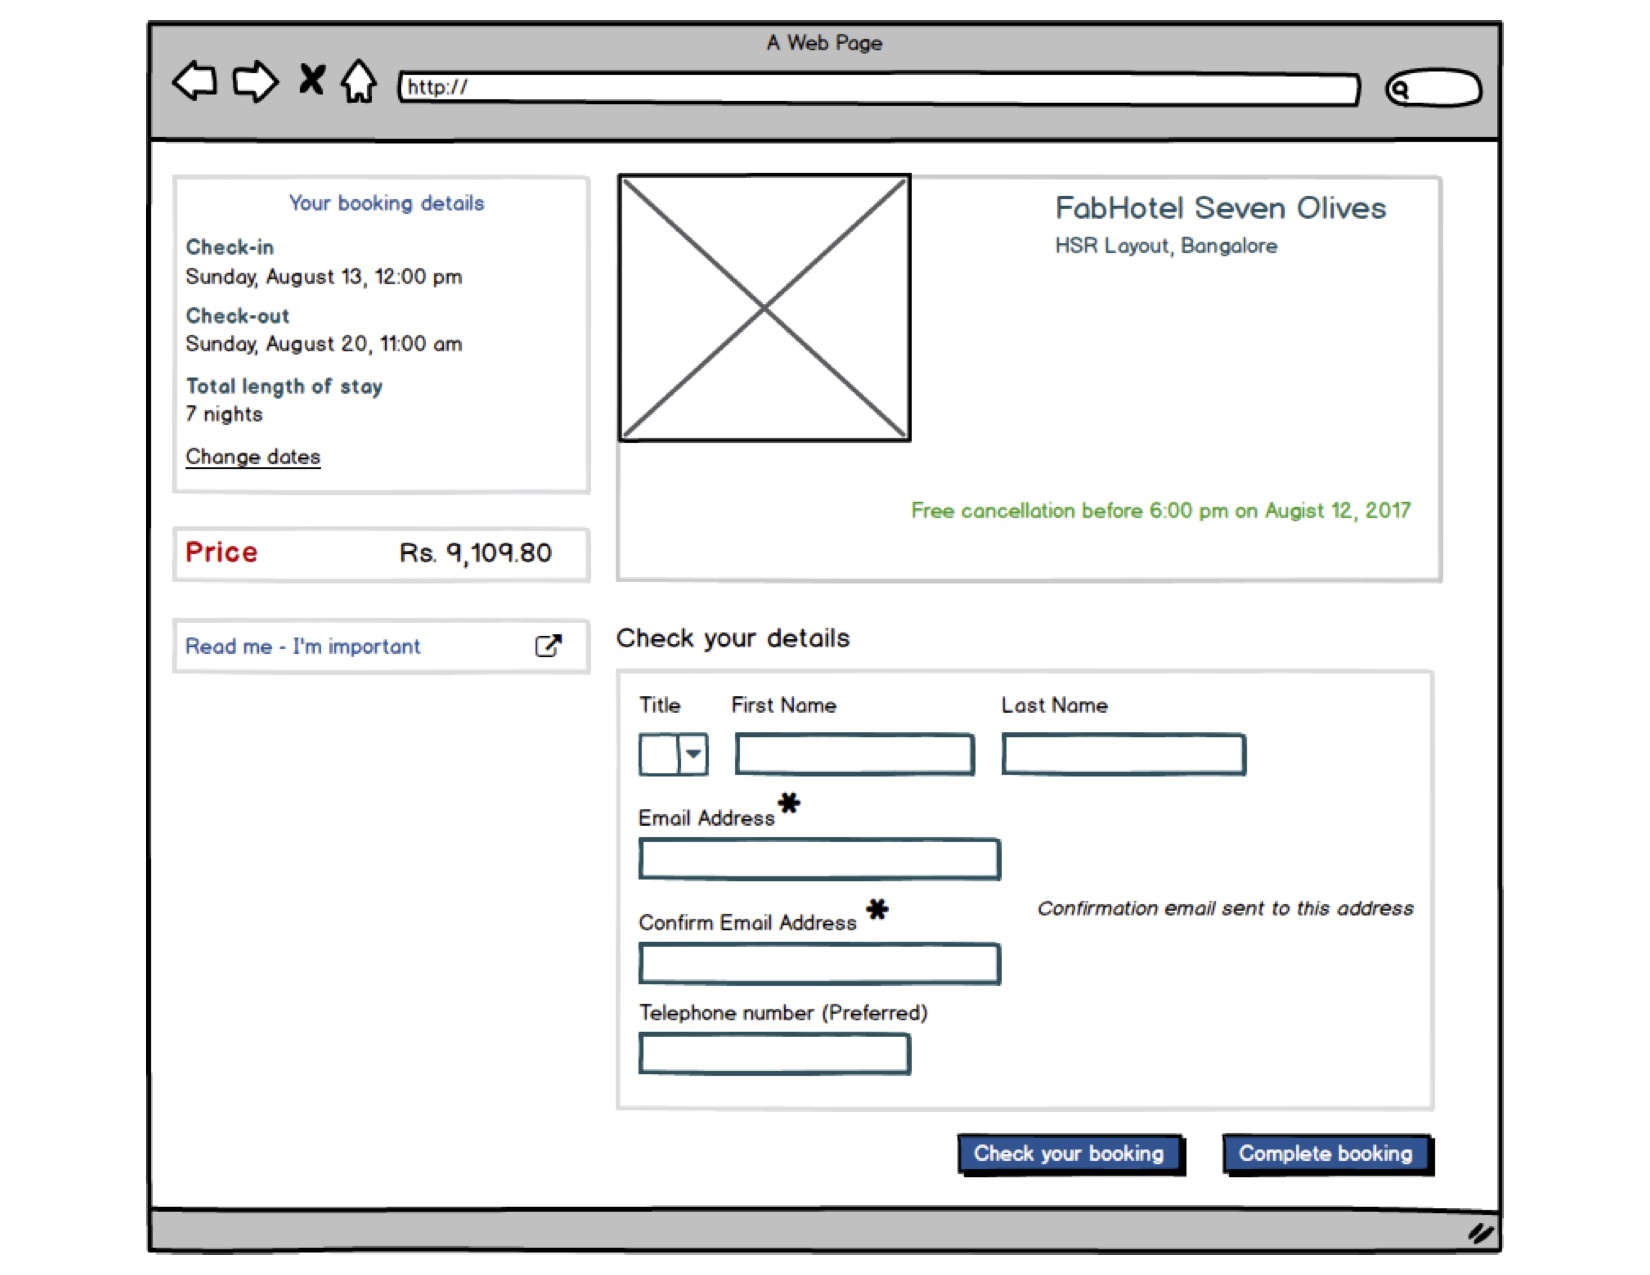 A Web Page
http://
Your booking details
Check-in
Sunday, August 13, 12:00 pm
Check-out
Sunday, August 20, 11:00 am
Total length of stay
7 nights
Change dates
Price Rs. 9,109.80
Read me - I'm important
FabHotel Seven Olives
HSR Layout, Bangalore
Free cancellation before 6:00 pm on Augist 12, 2017
Check your details
Title First Name Last Name
Email Address *
Confirm Email Address *
Confirmation email sent to this address
Telephone number (Preferred)
Check your booking Complete booking